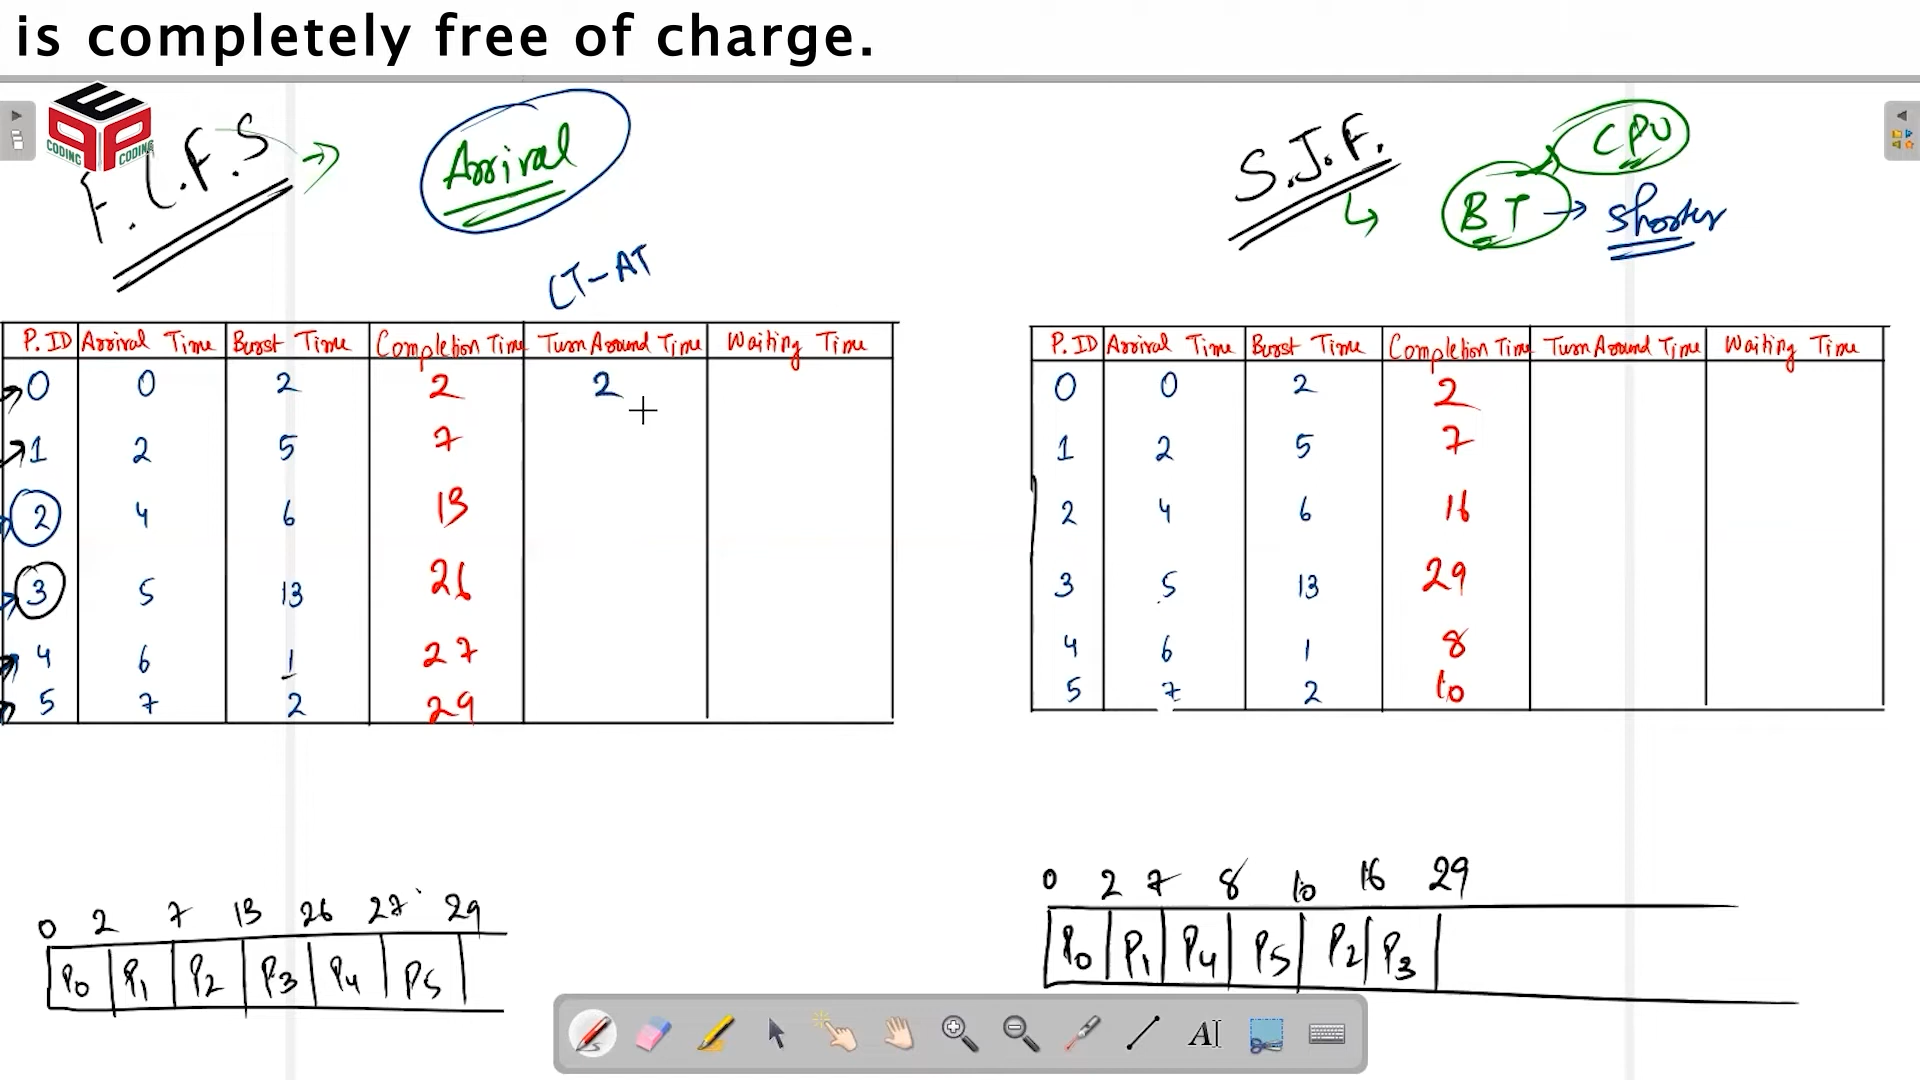 is completely free of charge.
CODING CODING
F.C.F.S → Arrival
CT-AT
P.ID Arrival Time Burst Time Completion Time Turn Around Time Waiting Time
0 0 2 2 2
1 2 5 7
2 4 6 13
3 5 13 26
4 6 1 27
5 7 2 29
0 2 7 13 26 27 29
P0 P1 P2 P3 P4 P5
S.J.F.
CPU
BT → Shorter
P.ID Arrival Time Burst Time Completion Time Turn Around Time Waiting Time
0 0 2 2
1 2 5 7
2 4 6 16
3 5 13 29
4 6 1 8
5 7 2 10
0 2 7 8 10 16 29
P0 P1 P4 P5 P2 P3
A